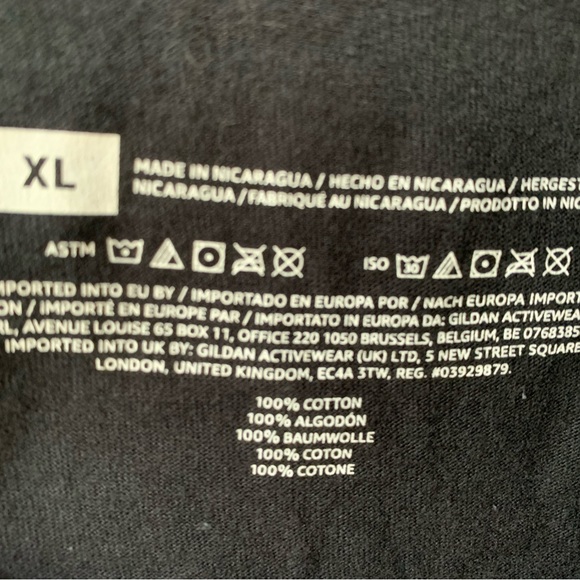 XL
MADE IN NICARAGUA / HECHO EN NICARAGUA / HERGEST
NICARAGUA / FABRIQUÉ AU NICARAGUA / PRODOTTO IN NIC
ASTM
ISO 30
MPORTED INTO EU BY / IMPORTADO EN EUROPA POR / NACH EUROPA IMPORT
ON / IMPORTÉ EN EUROPE PAR / IMPORTATO IN EUROPA DA: GILDAN ACTIVEWEA
RL, AVENUE LOUISE 65 BOX 11, OFFICE 220 1050 BRUSSELS, BELGIUM, BE 0768385
IMPORTED INTO UK BY: GILDAN ACTIVEWEAR (UK) LTD, 5 NEW STREET SQUARE
LONDON, UNITED KINGDOM, EC4A 3TW, REG. #03929879.
100% COTTON
100% ALGODÓN
100% BAUMWOLLE
100% COTON
100% COTONE